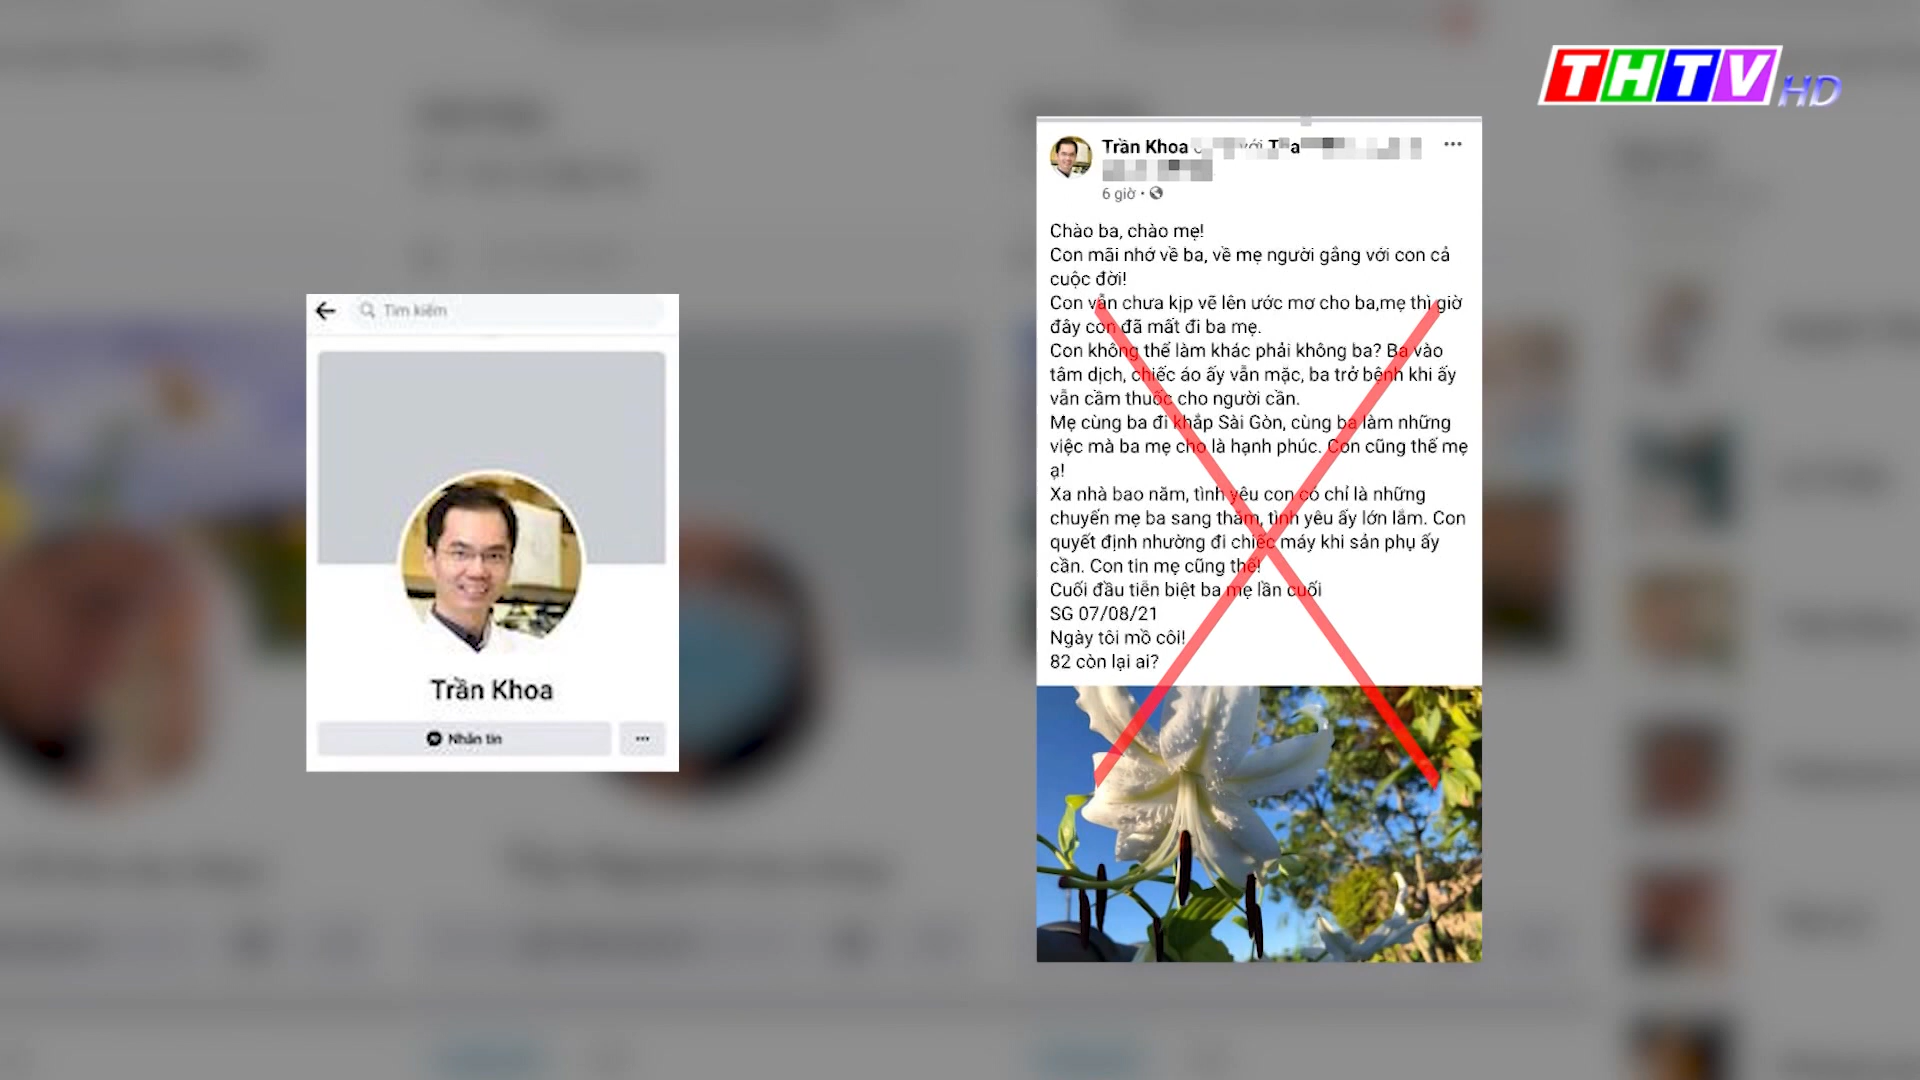 THTV HD
Tìm kiếm
Trần Khoa
Nhắn tin
Trần Khoa với Tha
6 giờ
Chào ba, chào mẹ!
Con mãi nhớ về ba, về mẹ người gắng với con cả
cuộc đời!
Con vẫn chưa kịp vẽ lên ước mơ cho ba,mẹ thì giờ
đây con đã mất đi ba mẹ.
Con không thể làm khác phải không ba? Ba vào
tâm dịch, chiếc áo ấy vẫn mặc, ba trở bệnh khi ấy
vẫn cầm thuốc cho người cần.
Mẹ cùng ba đi khắp Sài Gòn, cùng ba làm những
việc mà ba mẹ cho là hạnh phúc. Con cũng thế mẹ
ạ!
Xa nhà bao năm, tình yêu con có chỉ là những
chuyến mẹ ba sang thăm, tình yêu ấy lớn lắm. Con
quyết định nhường đi chiếc máy khi sản phụ ấy
cần. Con tin mẹ cũng thế!
Cuối đầu tiễn biệt ba mẹ lần cuối
SG 07/08/21
Ngày tôi mồ côi!
82 còn lại ai?